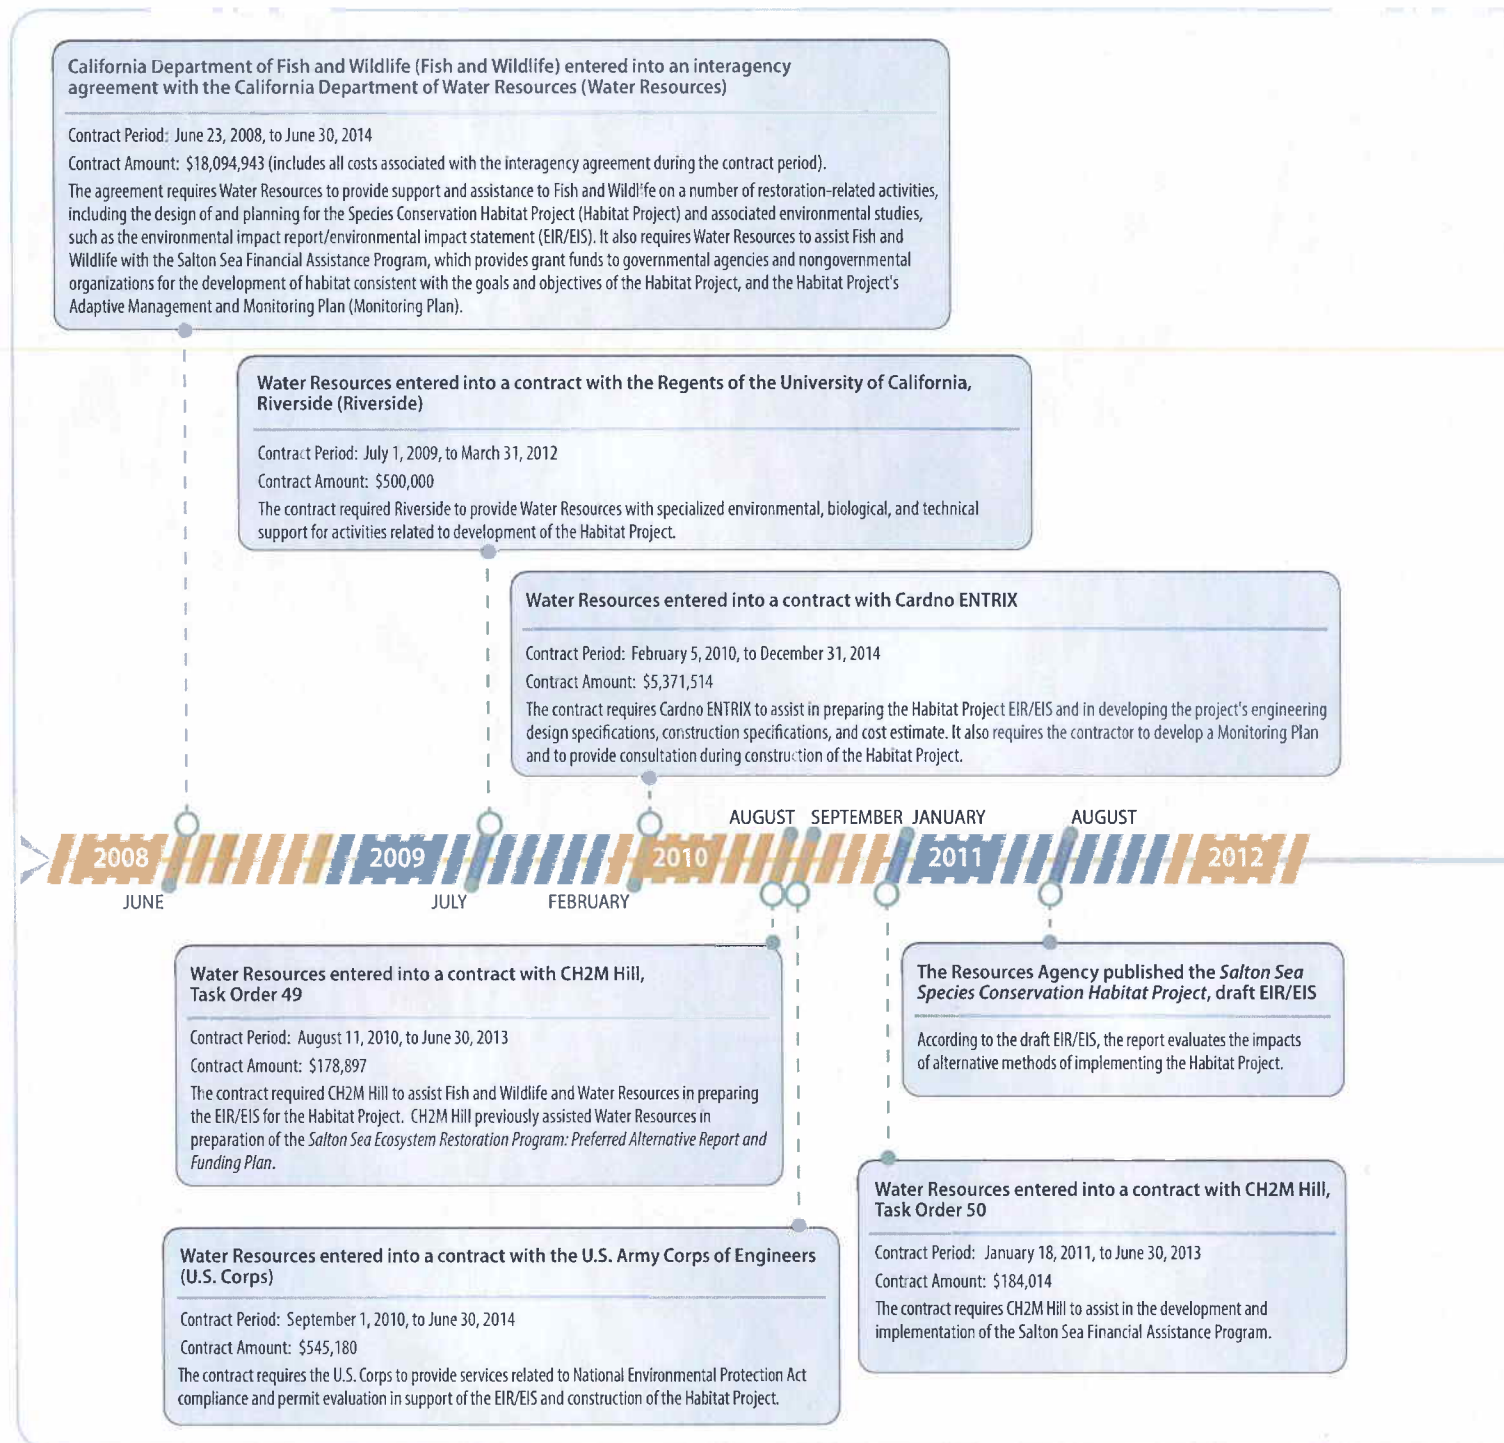 California Department of Fish and Wildlife (Fish and Wildlife) entered into an interagency
agreement with the California Department of Water Resources (Water Resources)
Contract Period: June 23, 2008, to June 30, 2014
Contract Amount: $18,094,943 (includes all costs associated with the interagency agreement during the contract period).
The agreement requires Water Resources to provide support and assistance to Fish and Wildlife on a number of restoration-related activities,
including the design of and planning for the Species Conservation Habitat Project (Habitat Project) and associated environmental studies,
such as the environmental impact report/environmental impact statement (EIR/EIS). It also requires Water Resources to assist Fish and
Wildlife with the Salton Sea Financial Assistance Program, which provides grant funds to governmental agencies and nongovernmental
organizations for the development of habitat consistent with the goals and objectives of the Habitat Project, and the Habitat Project's
Adaptive Management and Monitoring Plan (Monitoring Plan).
Water Resources entered into a contract with the Regents of the University of California,
Riverside (Riverside)
Contract Period: July 1, 2009, to March 31, 2012
Contract Amount: $500,000
The contract required Riverside to provide Water Resources with specialized environmental, biological, and technical
support for activities related to development of the Habitat Project.
Water Resources entered into a contract with Cardno ENTRIX
Contract Period: February 5, 2010, to December 31, 2014
Contract Amount: $5,371,514
The contract requires Cardno ENTRIX to assist in preparing the Habitat Project EIR/EIS and in developing the project's engineering
design specifications, construction specifications, and cost estimate. It also requires the contractor to develop a Monitoring Plan
and to provide consultation during construction of the Habitat Project.
AUGUST SEPTEMBER JANUARY AUGUST
2008 2009 2010 2011 2012
JUNE JULY FEBRUARY
Water Resources entered into a contract with CH2M Hill,
Task Order 49
Contract Period: August 11, 2010, to June 30, 2013
Contract Amount: $178,897
The contract required CH2M Hill to assist Fish and Wildlife and Water Resources in preparing
the EIR/EIS for the Habitat Project. CH2M Hill previously assisted Water Resources in
preparation of the Salton Sea Ecosystem Restoration Program: Preferred Alternative Report and
Funding Plan.
The Resources Agency published the Salton Sea
Species Conservation Habitat Project, draft EIR/EIS
According to the draft EIR/EIS, the report evaluates the impacts
of alternative methods of implementing the Habitat Project.
Water Resources entered into a contract with the U.S. Army Corps of Engineers
(U.S. Corps)
Contract Period: September 1, 2010, to June 30, 2014
Contract Amount: $545,180
The contract requires the U.S. Corps to provide services related to National Environmental Protection Act
compliance and permit evaluation in support of the EIR/EIS and construction of the Habitat Project.
Water Resources entered into a contract with CH2M Hill,
Task Order 50
Contract Period: January 18, 2011, to June 30, 2013
Contract Amount: $184,014
The contract requires CH2M Hill to assist in the development and
implementation of the Salton Sea Financial Assistance Program.